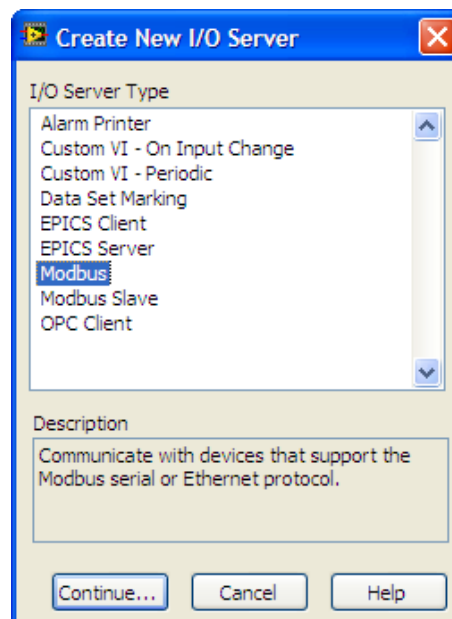 Create New I/O Server
I/O Server Type
Alarm Printer
Custom VI - On Input Change
Custom VI - Periodic
Data Set Marking
EPICS Client
EPICS Server
Modbus
Modbus Slave
OPC Client
Description
Communicate with devices that support the
Modbus serial or Ethernet protocol.
Continue... Cancel Help